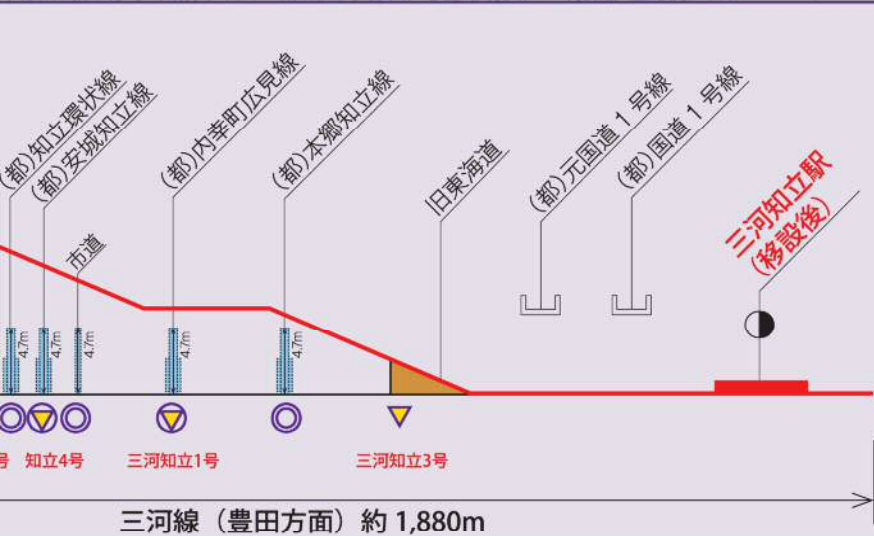 (都)知立環状線
(都)安城知立線
市道
(都)内幸町広見線
(都)本郷知立線
旧東海道
(都)元国道1号線
(都)国道1号線
三河知立駅
(移設後)
4.7m
4.7m
4.7m
4.7m
4.7m
号
知立4号
三河知立1号
三河知立3号
三河線（豊田方面）約 1,880m